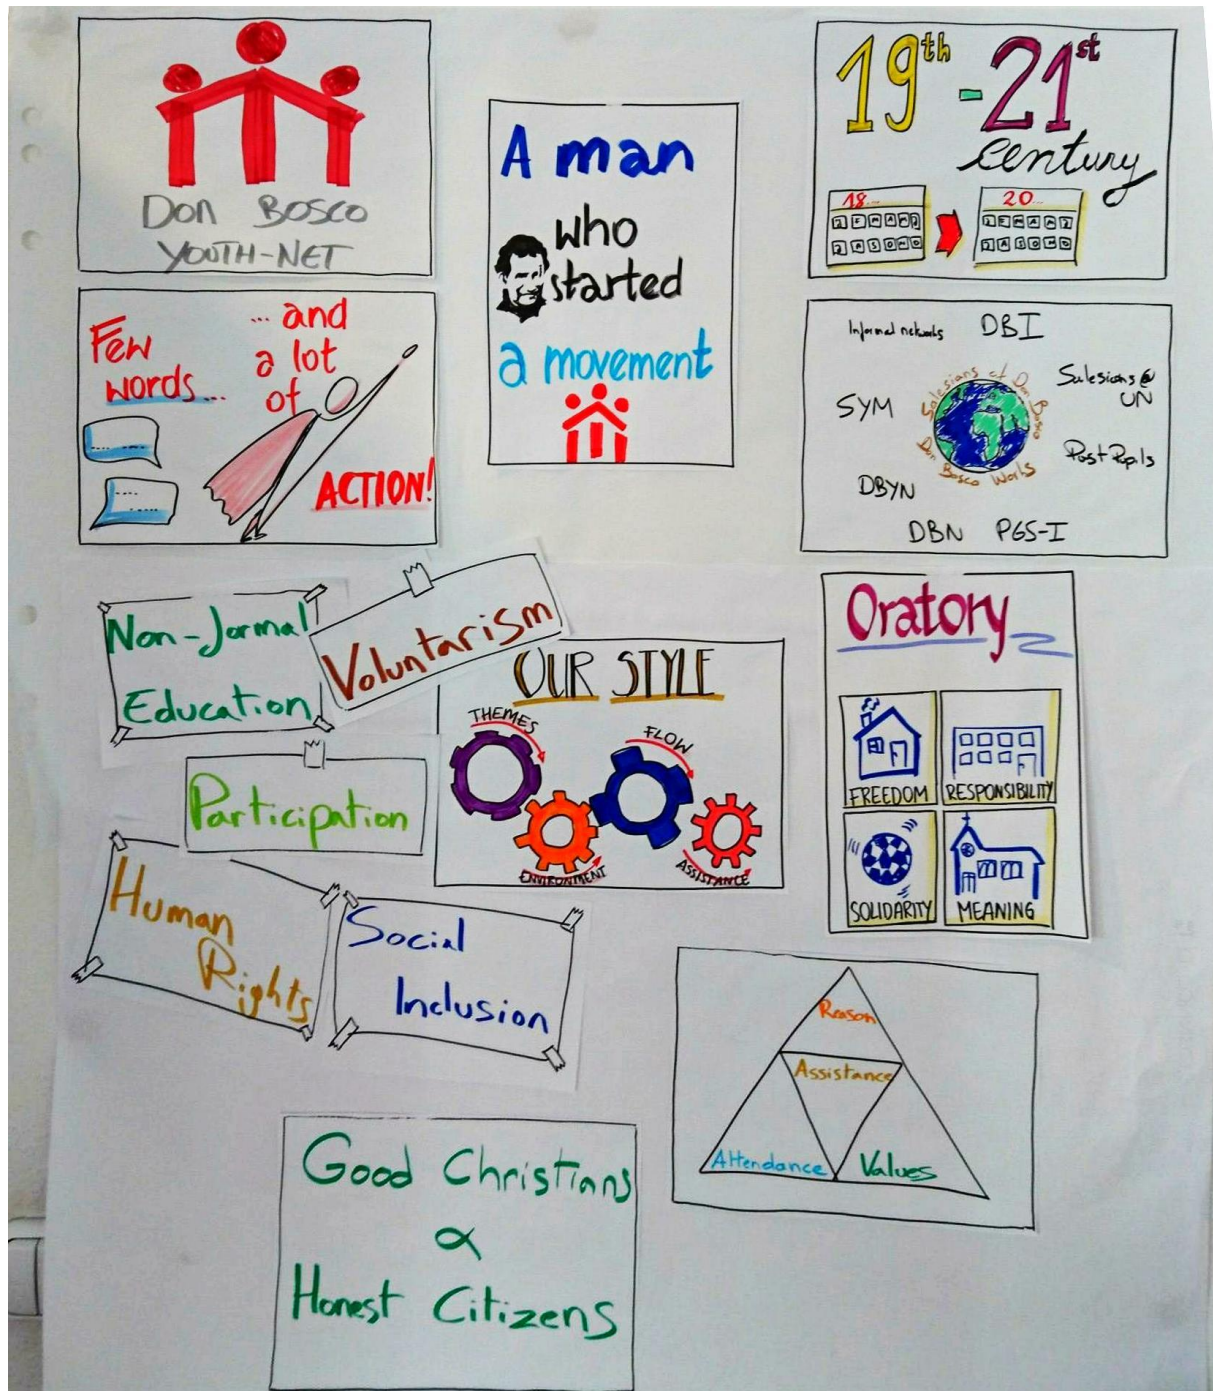 Don Bosco
YOUTH-NET
A man
who
started
a movement
19th - 21st
century
18...
J F M A M J
J A S O N D
20...
J F M A M J
J A S O N D
Few
words...
... and
a lot
of
ACTION!
Informal networks
DBI
Salesians @
UN
SYM
Salesians of Don Bosco
Don Bosco Works
Past Pupils
DBYN
DBN
PGS-I
Non-formal
Education
Voluntarism
Participation
OUR STYLE
THEMES
FLOW
ENVIRONMENT
ASSISTANCE
Oratory
FREEDOM
RESPONSIBILITY
SOLIDARITY
MEANING
Human
Rights
Social
Inclusion
Reason
Assistance
Attendance
Values
Good Christians
&
Honest Citizens